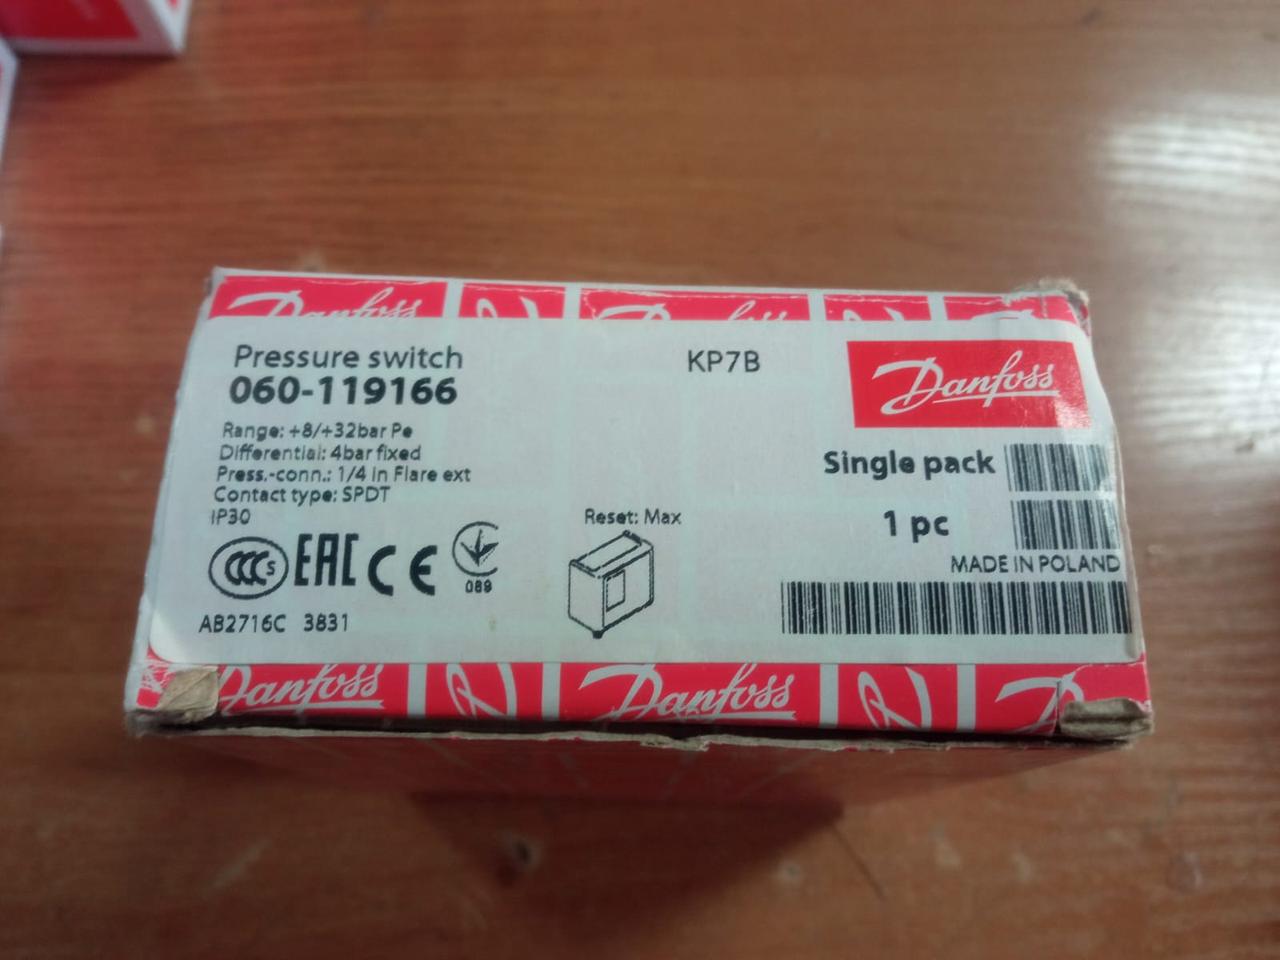 Danfoss
Pressure switch
KP7B
060-119166
Danfoss
Range: +8/+32bar Pe
Differential: 4bar fixed
Press.-conn.: 1/4 in Flare ext
Contact type: SPDT
IP30
Reset: Max
Single pack
1 pc
MADE IN POLAND
CCC S
EAC
CE
089
AB2716C 3831
Danfoss
Danfoss